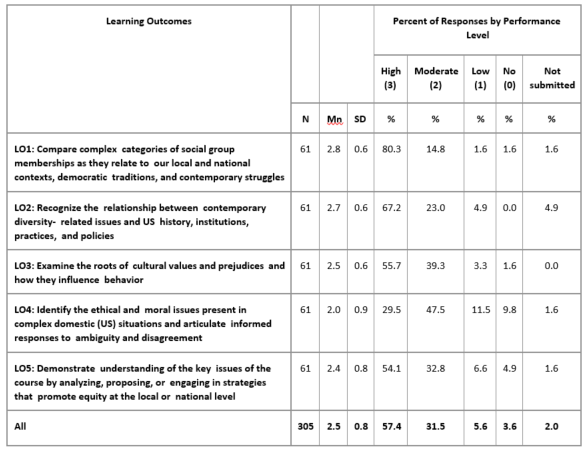 Learning Outcomes
Percent of Responses by Performance
Level
High Moderate Low No Not
(3) (2) (1) (0) submitted
N Mn SD % % % % %
LO1: Compare complex categories of social group 61 2.8 0.6 80.3 14.8 1.6 1.6 1.6
memberships as they relate to our local and national
contexts, democratic traditions, and contemporary struggles
LO2: Recognize the relationship between contemporary 61 2.7 0.6 67.2 23.0 4.9 0.0 4.9
diversity- related issues and US history, institutions,
practices, and policies
LO3: Examine the roots of cultural values and prejudices and 61 2.5 0.6 55.7 39.3 3.3 1.6 0.0
how they influence behavior
LO4: Identify the ethical and moral issues present in 61 2.0 0.9 29.5 47.5 11.5 9.8 1.6
complex domestic (US) situations and articulate informed
responses to ambiguity and disagreement
LO5: Demonstrate understanding of the key issues of the 61 2.4 0.8 54.1 32.8 6.6 4.9 1.6
course by analyzing, proposing, or engaging in strategies
that promote equity at the local or national level
All 305 2.5 0.8 57.4 31.5 5.6 3.6 2.0